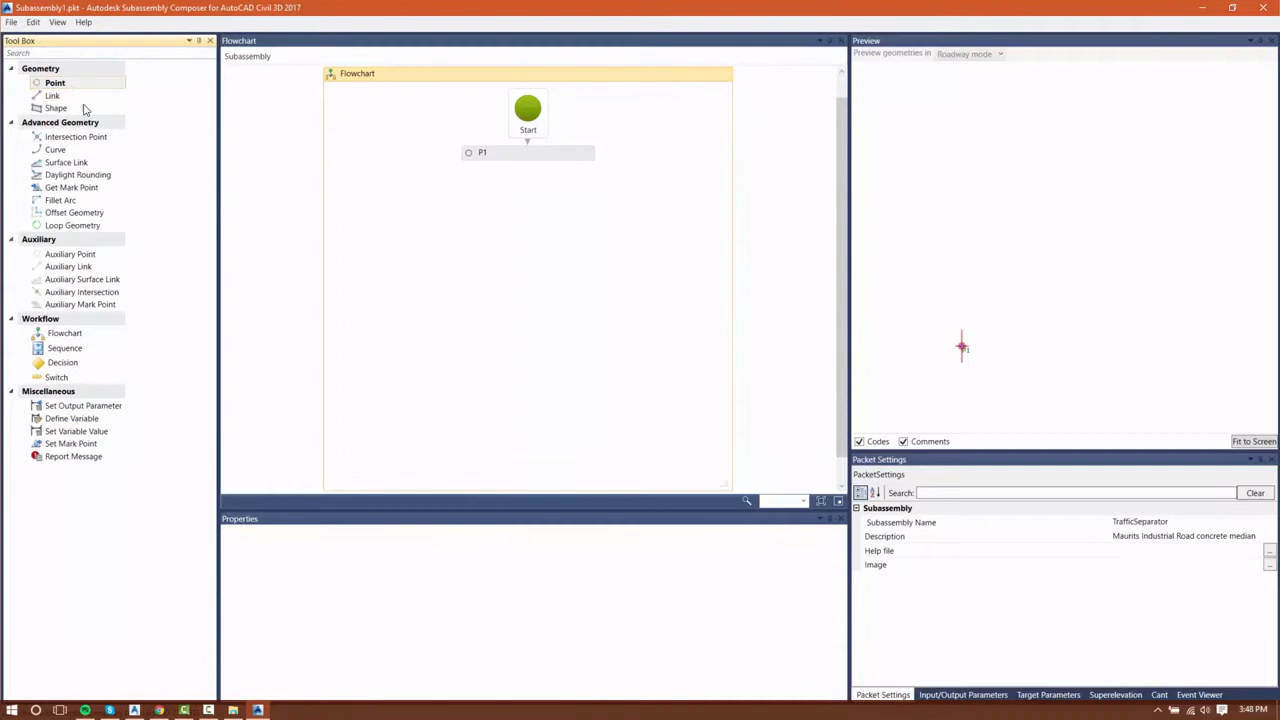 Subassembly1.pkt - Autodesk Subassembly Composer for AutoCAD Civil 3D 2017
File Edit View Help
Tool Box
Search
Geometry
Point
Link
Shape
Advanced Geometry
Intersection Point
Curve
Surface Link
Daylight Rounding
Get Mark Point
Fillet Arc
Offset Geometry
Loop Geometry
Auxiliary
Auxiliary Point
Auxiliary Link
Auxiliary Surface Link
Auxiliary Intersection
Auxiliary Mark Point
Workflow
Flowchart
Sequence
Decision
Switch
Miscellaneous
Set Output Parameter
Define Variable
Set Variable Value
Set Mark Point
Report Message
Flowchart
Subassembly
Flowchart
Start
P1
Properties
Preview
Preview geometries in Roadway mode
P1
Codes Comments Fit to Screen
Packet Settings
PacketSettings
Search: Clear
Subassembly
Subassembly Name TrafficSeparator
Description Maurits Industrial Road concrete median
Help file ...
Image ...
Packet Settings Input/Output Parameters Target Parameters Superelevation Cant Event Viewer
3:48 PM